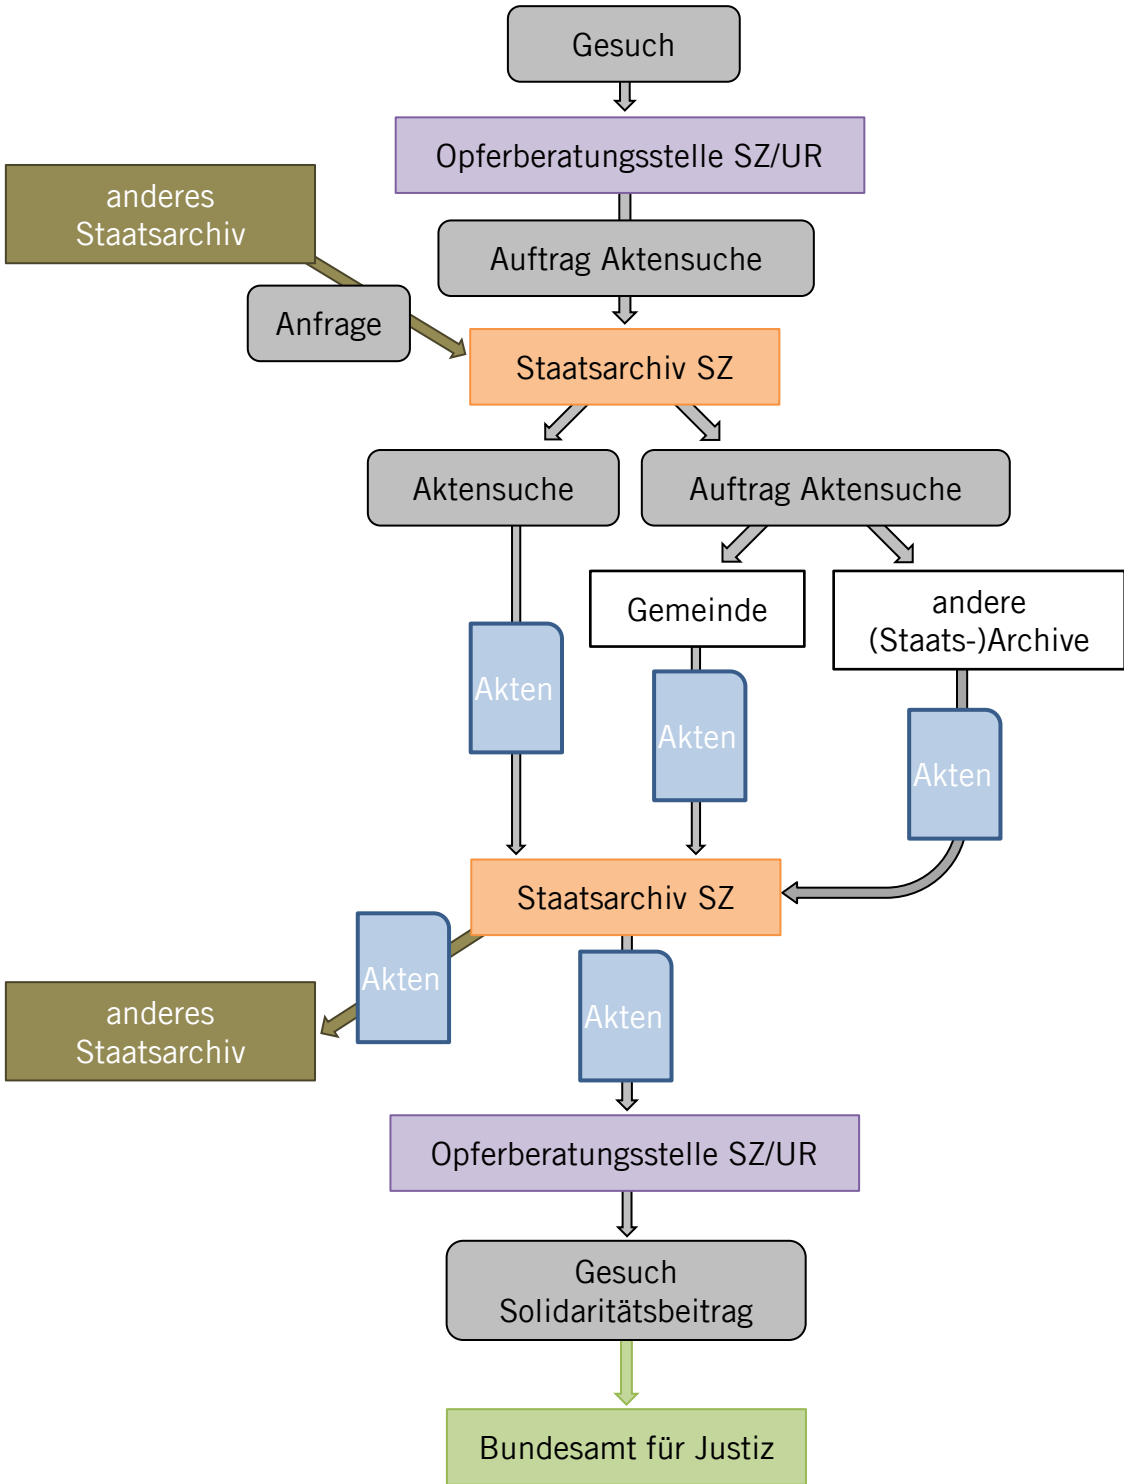 Gesuch
Opferberatungsstelle SZ/UR
anderes
Staatsarchiv
Auftrag Aktensuche
Anfrage
Staatsarchiv SZ
Aktensuche
Auftrag Aktensuche
Gemeinde
andere
(Staats-)Archive
Akten
Akten
Akten
Staatsarchiv SZ
Akten
Akten
anderes
Staatsarchiv
Opferberatungsstelle SZ/UR
Gesuch
Solidaritätsbeitrag
Bundesamt für Justiz